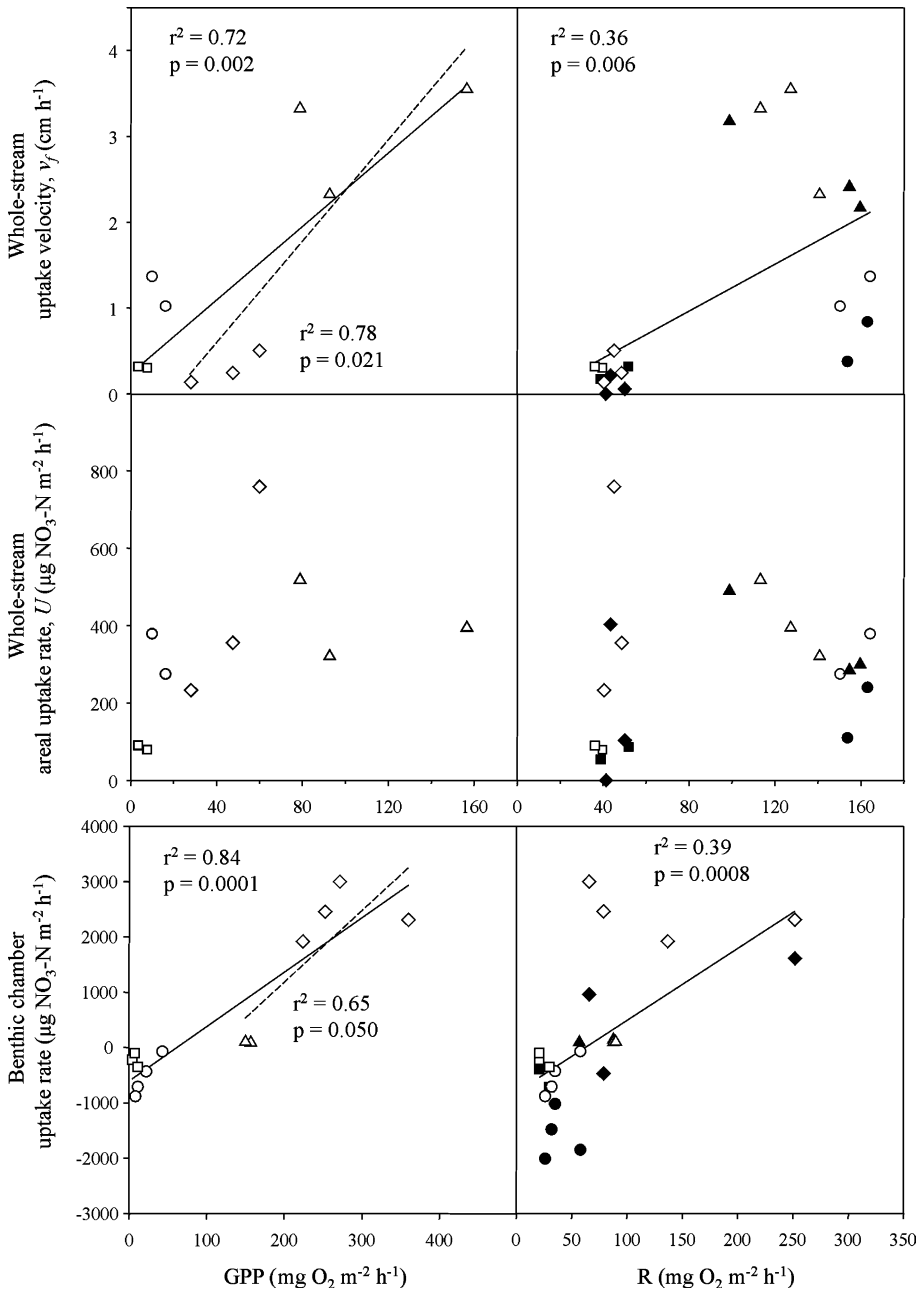 Whole-stream
uptake velocity, vf (cm h-1)
4
3
2
1
0
r2 = 0.72
p = 0.002
r2 = 0.78
p = 0.021
r2 = 0.36
p = 0.006
Whole-stream
areal uptake rate, U (µg NO3-N m-2 h-1)
800
600
400
200
0
0 40 80 120 160
0 40 80 120 160
Benthic chamber
uptake rate (µg NO3-N m-2 h-1)
4000
3000
2000
1000
0
-1000
-2000
-3000
r2 = 0.84
p = 0.0001
r2 = 0.65
p = 0.050
r2 = 0.39
p = 0.0008
0 100 200 300 400
0 50 100 150 200 250 300 350
GPP (mg O2 m-2 h-1)
R (mg O2 m-2 h-1)